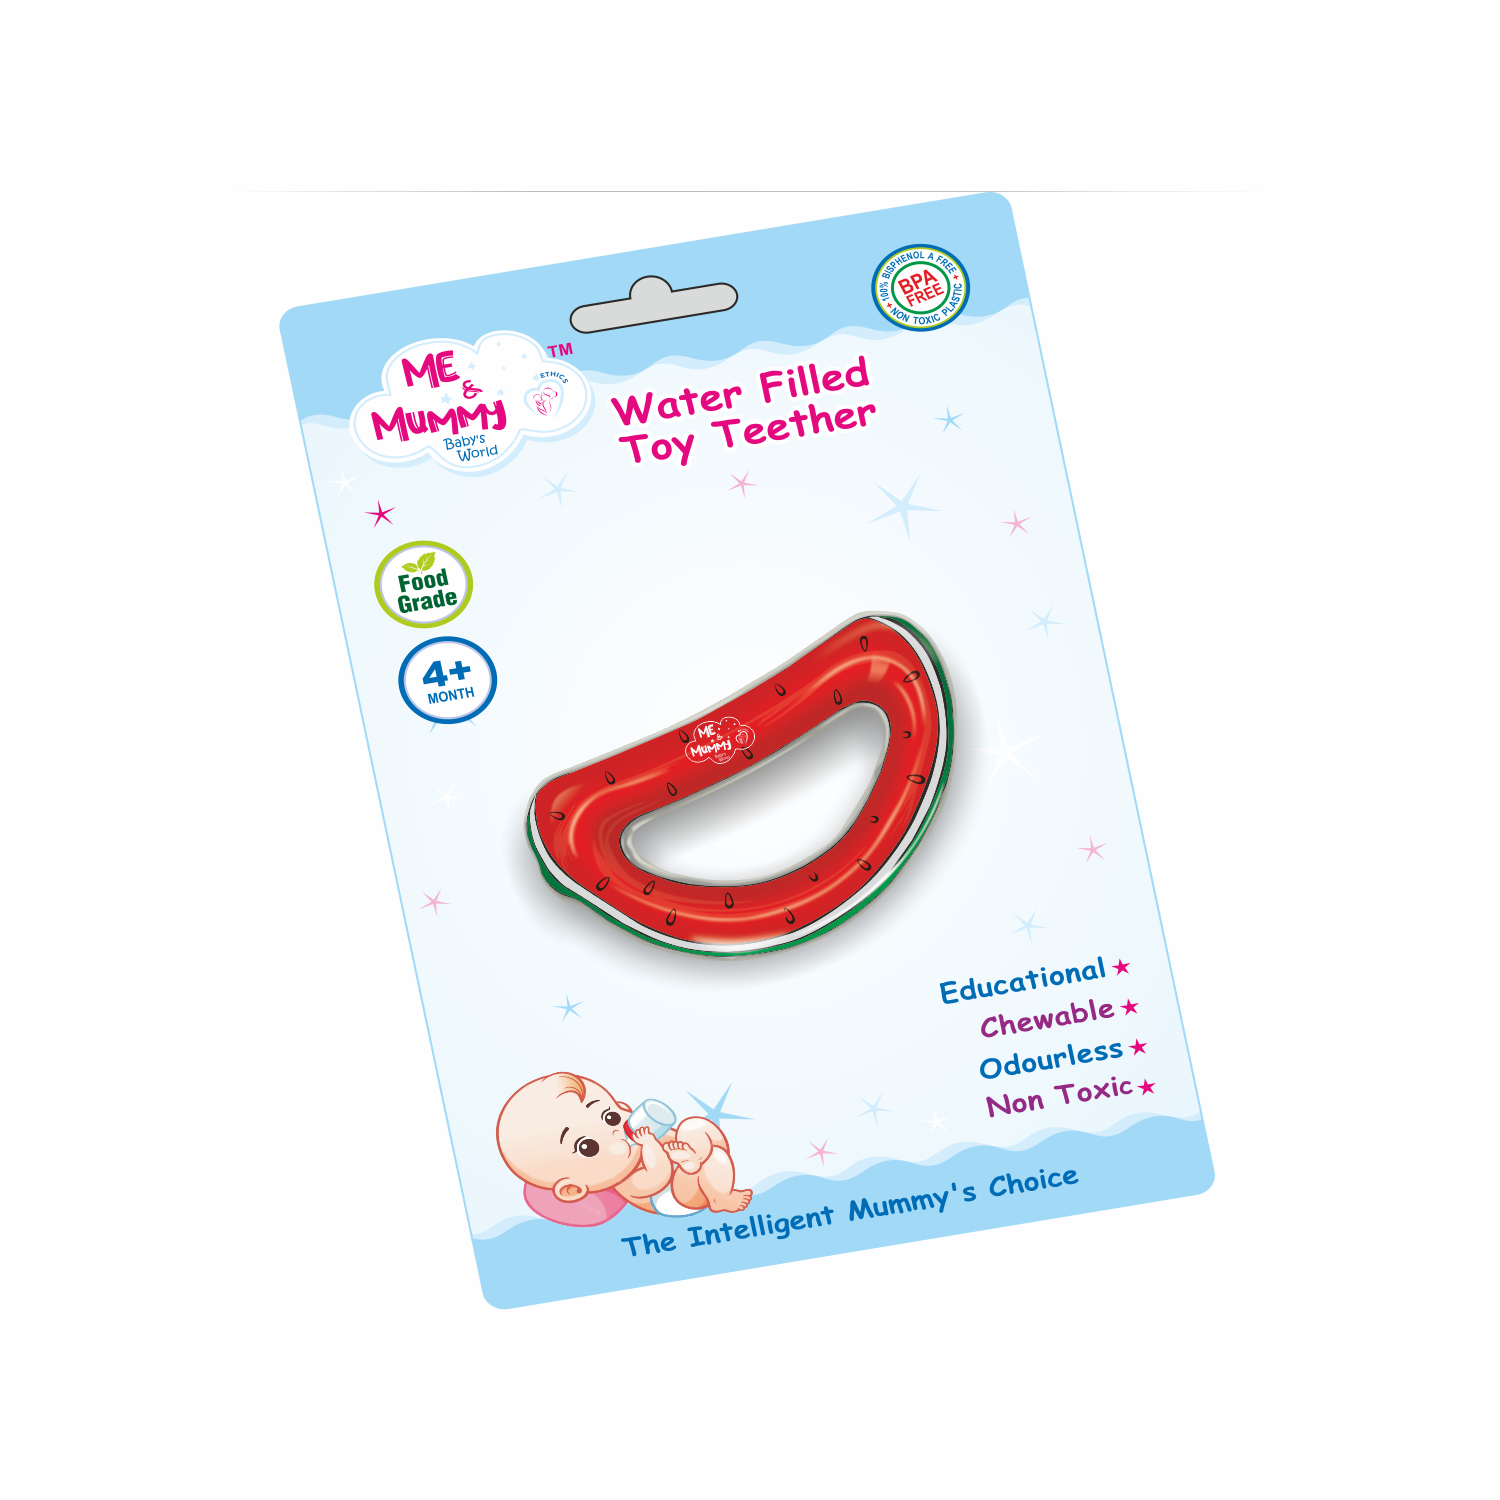 100% BISPHENOL A FREE
BPA
FREE
NON TOXIC PLASTIC
ME
&
MUMMY
Baby's
World
TM
ETHICS
Water Filled
Toy Teether
Food
Grade
4+
MONTH
ME
&
MUMMY
Educational
Chewable
Odourless
Non Toxic
The Intelligent Mummy's Choice